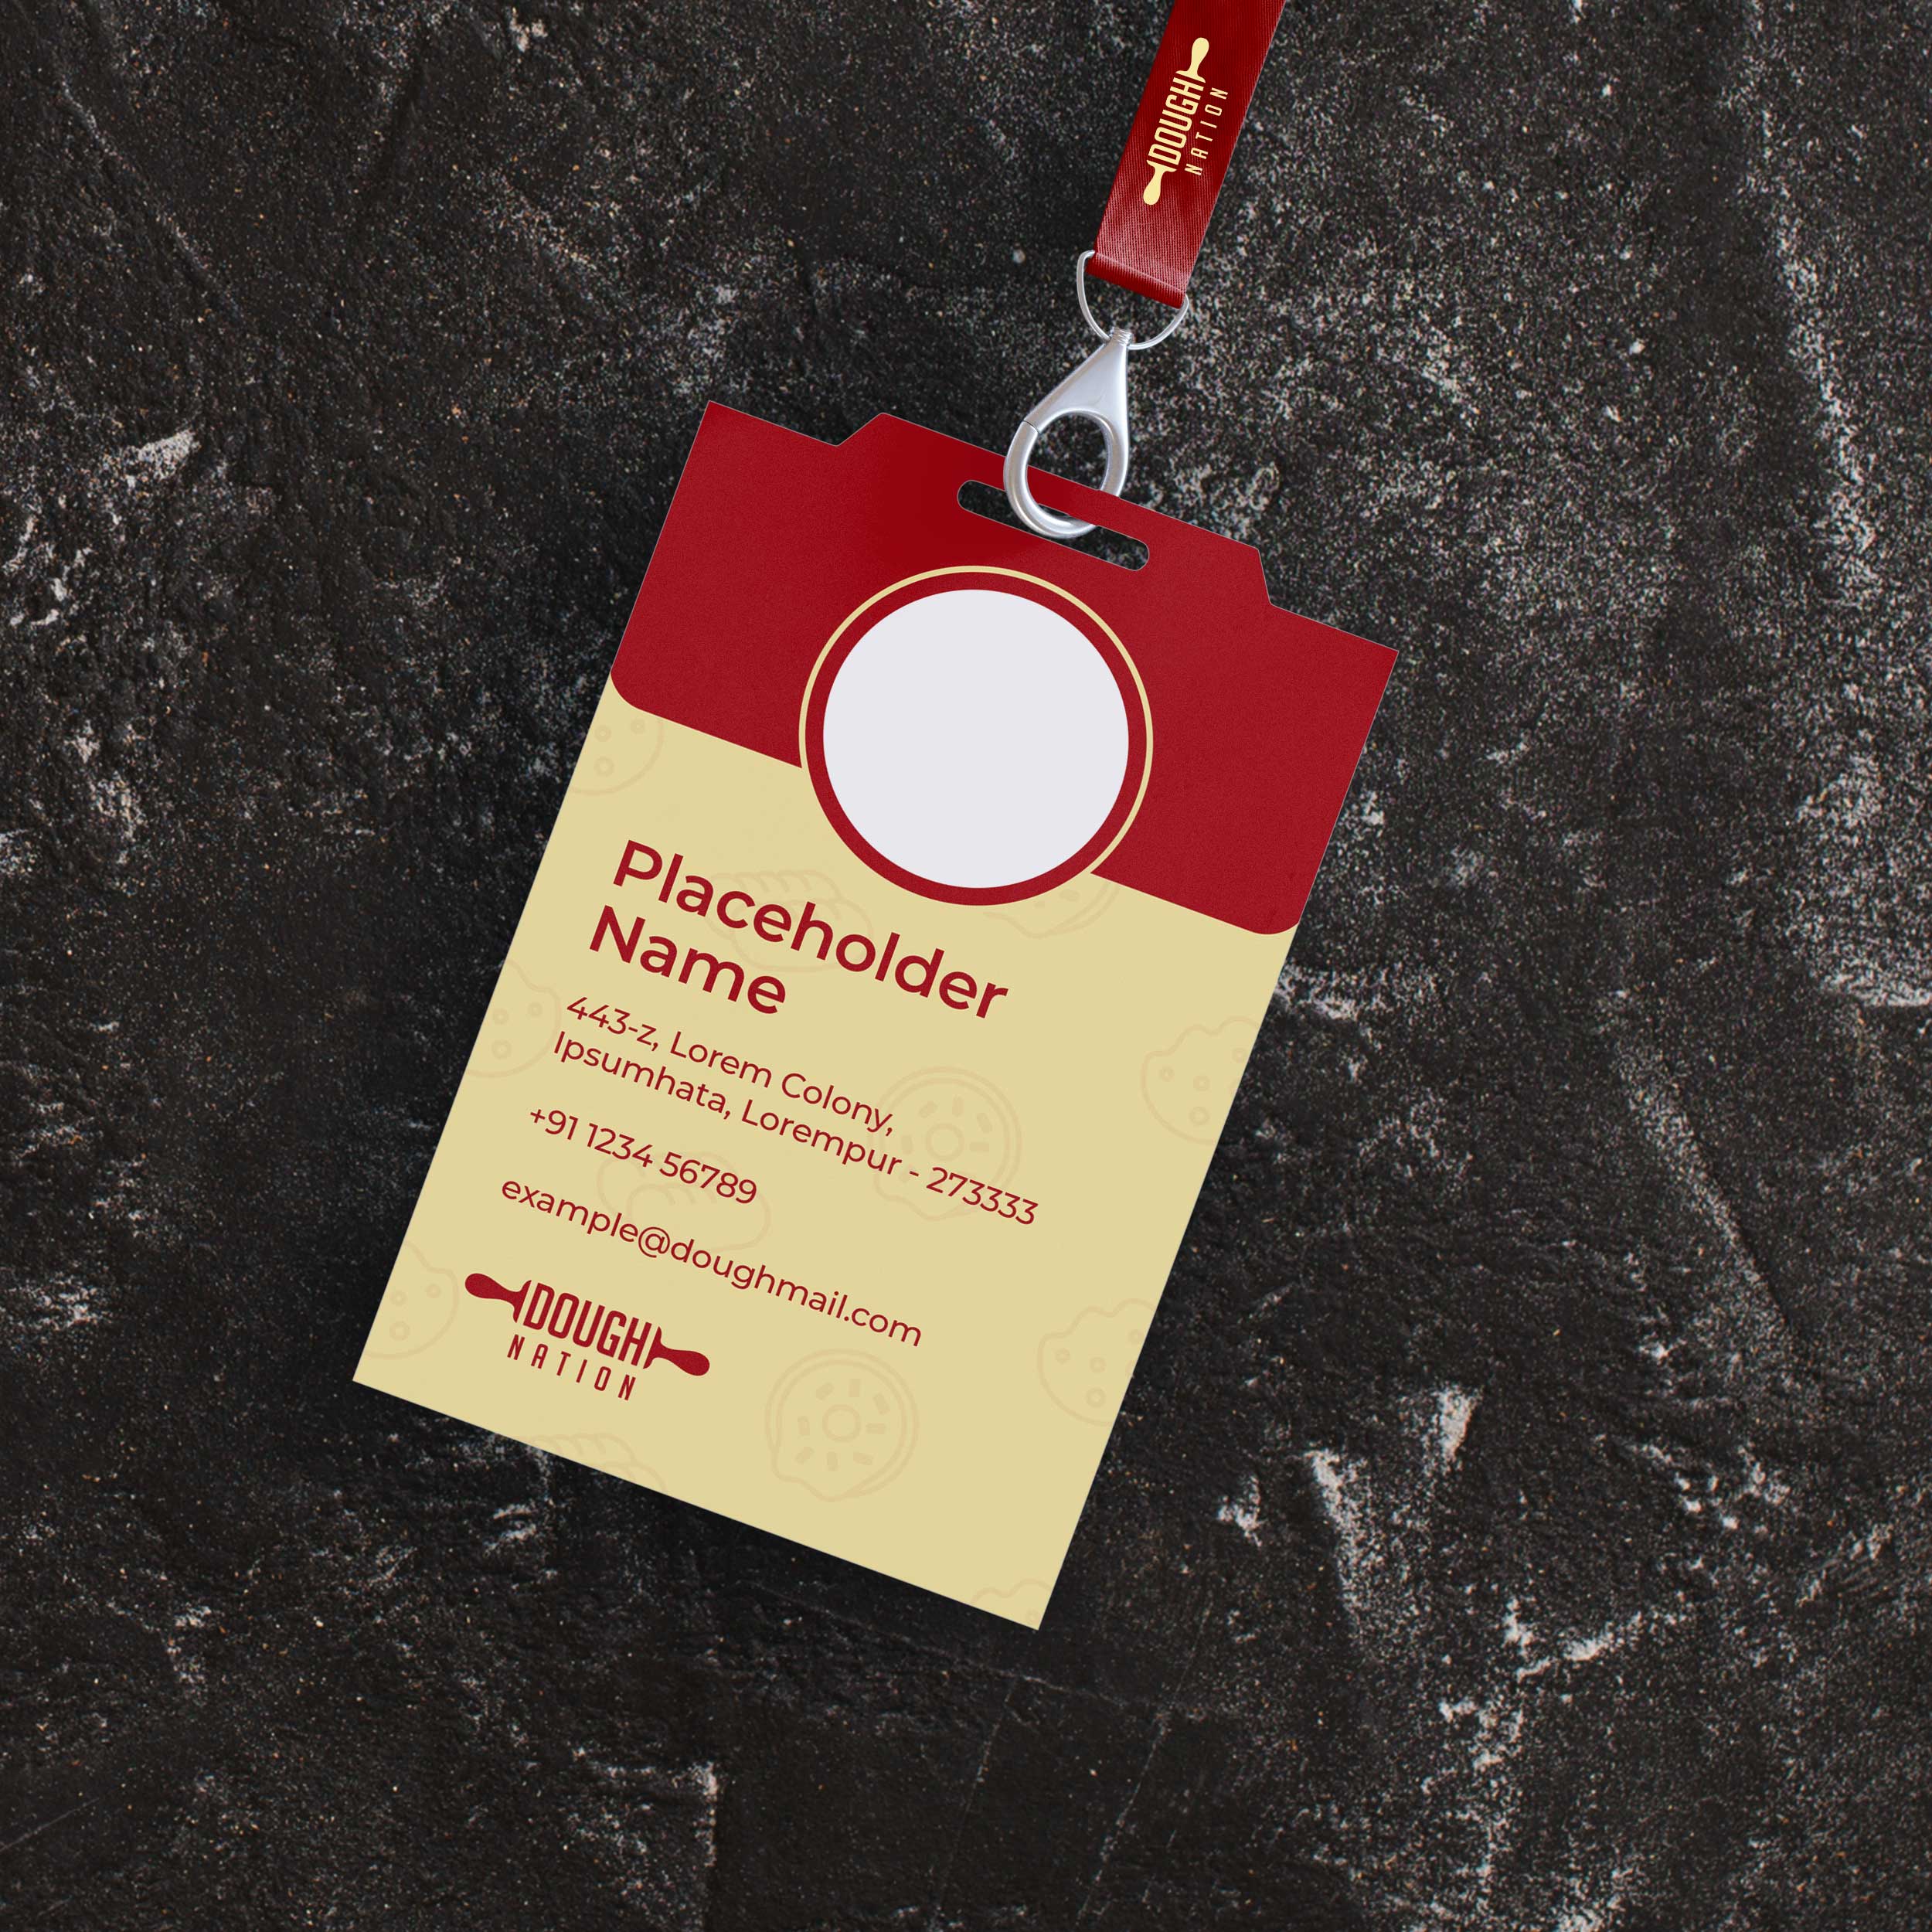 DOUGH
NATION
Placeholder
Name
443-z, Lorem Colony,
Ipsumhata, Lorempur - 273333
+91 1234 56789
example@doughmail.com
DOUGH
NATION